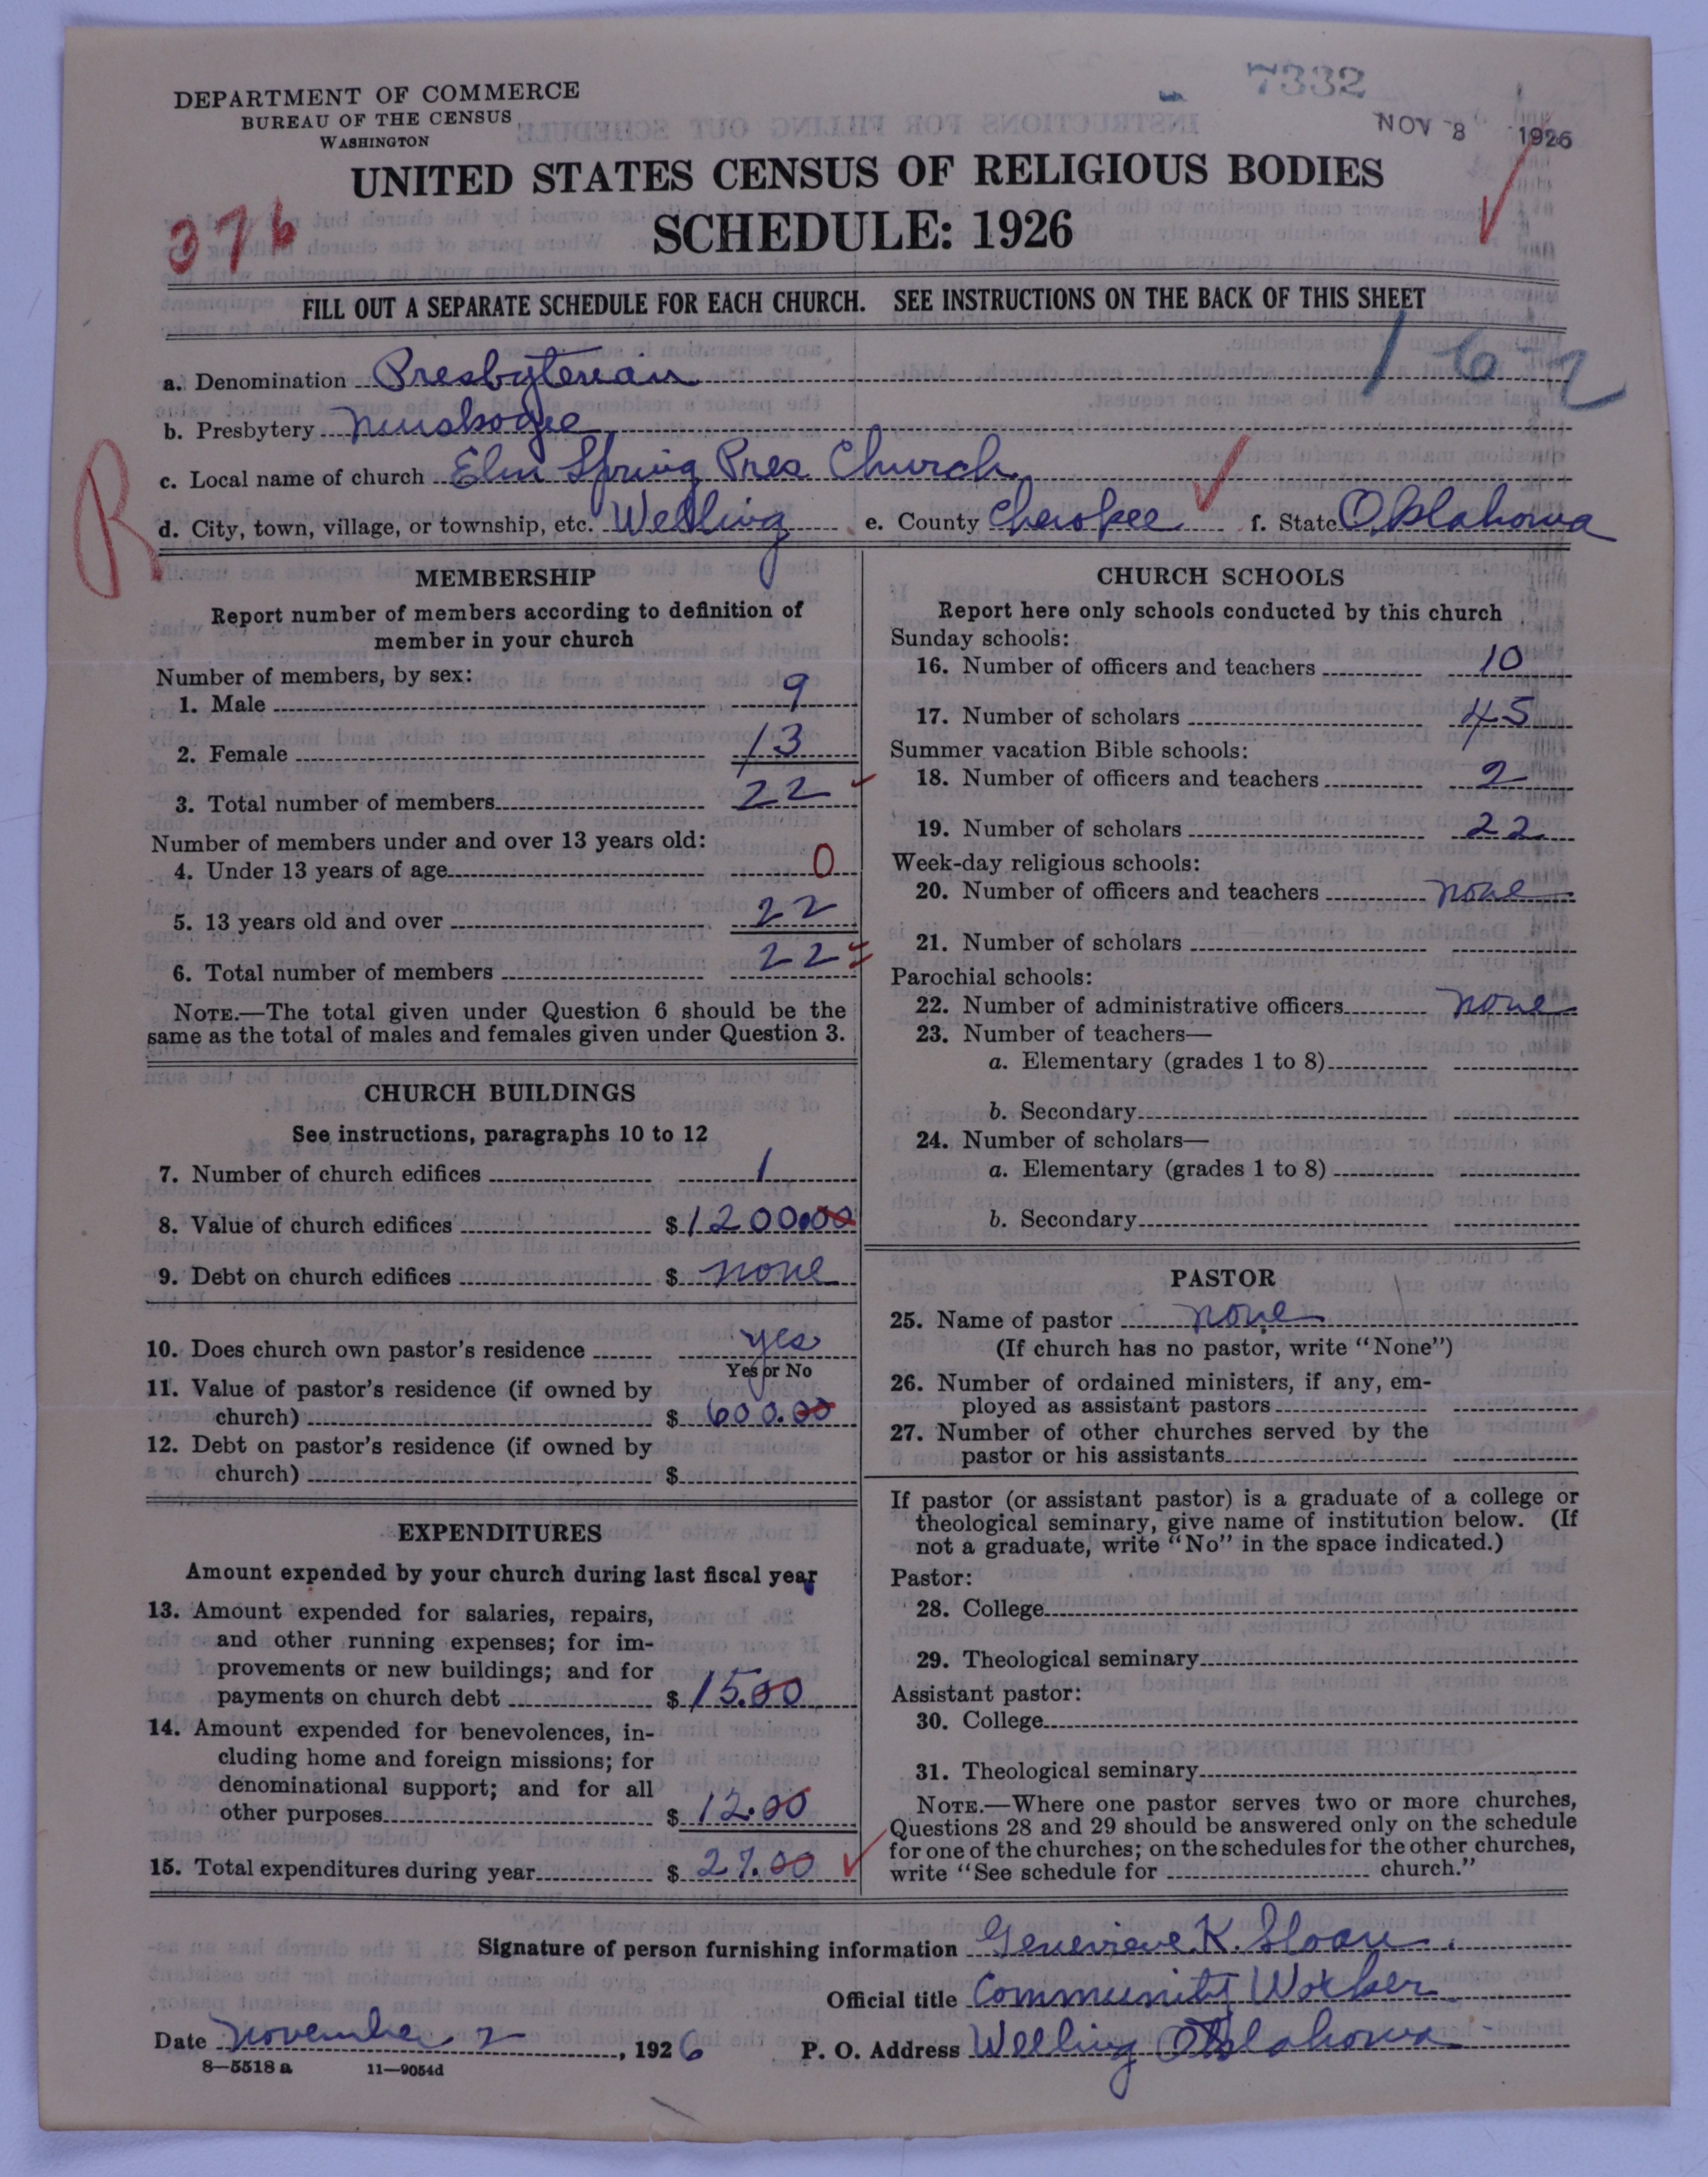 7332
NOV 8 1926
DEPARTMENT OF COMMERCE
BUREAU OF THE CENSUS
WASHINGTON
UNITED STATES CENSUS OF RELIGIOUS BODIES
SCHEDULE: 1926
376
FILL OUT A SEPARATE SCHEDULE FOR EACH CHURCH. SEE INSTRUCTIONS ON THE BACK OF THIS SHEET
162
a. Denomination Presbyterian
b. Presbytery Muskogee
c. Local name of church Elm Spring Pres Church
R
d. City, town, village, or township, etc. Welling e. County Cherokee f. State Oklahoma
MEMBERSHIP
Report number of members according to definition of
member in your church
Number of members, by sex:
1. Male 9
2. Female 13
3. Total number of members 22
Number of members under and over 13 years old:
4. Under 13 years of age 0
5. 13 years old and over 22
6. Total number of members 22
NOTE.—The total given under Question 6 should be the
same as the total of males and females given under Question 3.
CHURCH BUILDINGS
See instructions, paragraphs 10 to 12
7. Number of church edifices 1
8. Value of church edifices $ 1200.00
9. Debt on church edifices $ none
10. Does church own pastor's residence yes
Yes or No
11. Value of pastor's residence (if owned by
church) $ 600.00
12. Debt on pastor's residence (if owned by
church) $
EXPENDITURES
Amount expended by your church during last fiscal year
13. Amount expended for salaries, repairs,
and other running expenses; for im-
provements or new buildings; and for
payments on church debt $ 15.00
14. Amount expended for benevolences, in-
cluding home and foreign missions; for
denominational support; and for all
other purposes $ 12.00
15. Total expenditures during year $ 27.00
CHURCH SCHOOLS
Report here only schools conducted by this church
Sunday schools:
16. Number of officers and teachers 10
17. Number of scholars 45
Summer vacation Bible schools:
18. Number of officers and teachers 2
19. Number of scholars 22
Week-day religious schools:
20. Number of officers and teachers none
21. Number of scholars
Parochial schools:
22. Number of administrative officers none
23. Number of teachers—
a. Elementary (grades 1 to 8)
b. Secondary
24. Number of scholars—
a. Elementary (grades 1 to 8)
b. Secondary
PASTOR
25. Name of pastor none
(If church has no pastor, write "None")
26. Number of ordained ministers, if any, em-
ployed as assistant pastors
27. Number of other churches served by the
pastor or his assistants
If pastor (or assistant pastor) is a graduate of a college or
theological seminary, give name of institution below. (If
not a graduate, write "No" in the space indicated.)
Pastor:
28. College
29. Theological seminary
Assistant pastor:
30. College
31. Theological seminary
NOTE.—Where one pastor serves two or more churches,
Questions 28 and 29 should be answered only on the schedule
for one of the churches; on the schedules for the other churches,
write "See schedule for church."
Signature of person furnishing information Genevieve K. Sloan
Official title Community Worker
Date November 2, 1926 P. O. Address Welling Oklahoma
8—5518 a 11—9054d